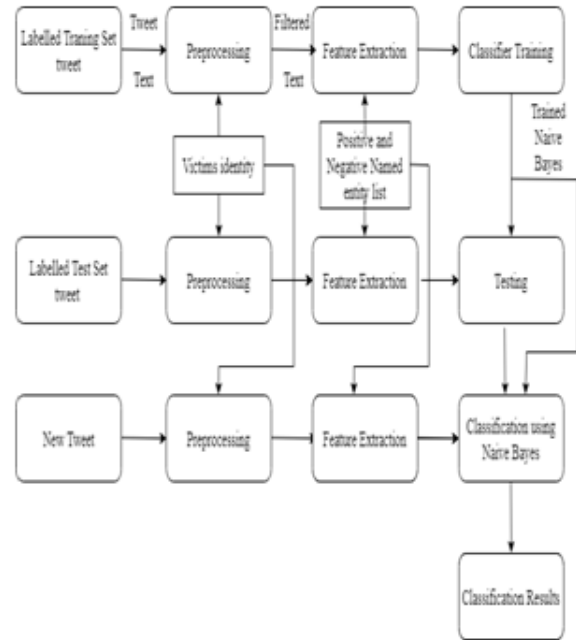 Labelled Traning Set
tweet
Tweet
Text
Preprocessing
Filtered
Text
Feature Extraction
Classifier Training
Trained
Naive
Bayes
Victims identity
Positive and
Negative Named
entity list
Labelled Test Set
tweet
Preprocessing
Feature Extraction
Testing
New Tweet
Preprocessing
Feature Extraction
Classification using
Naive Bayes
Classification Results